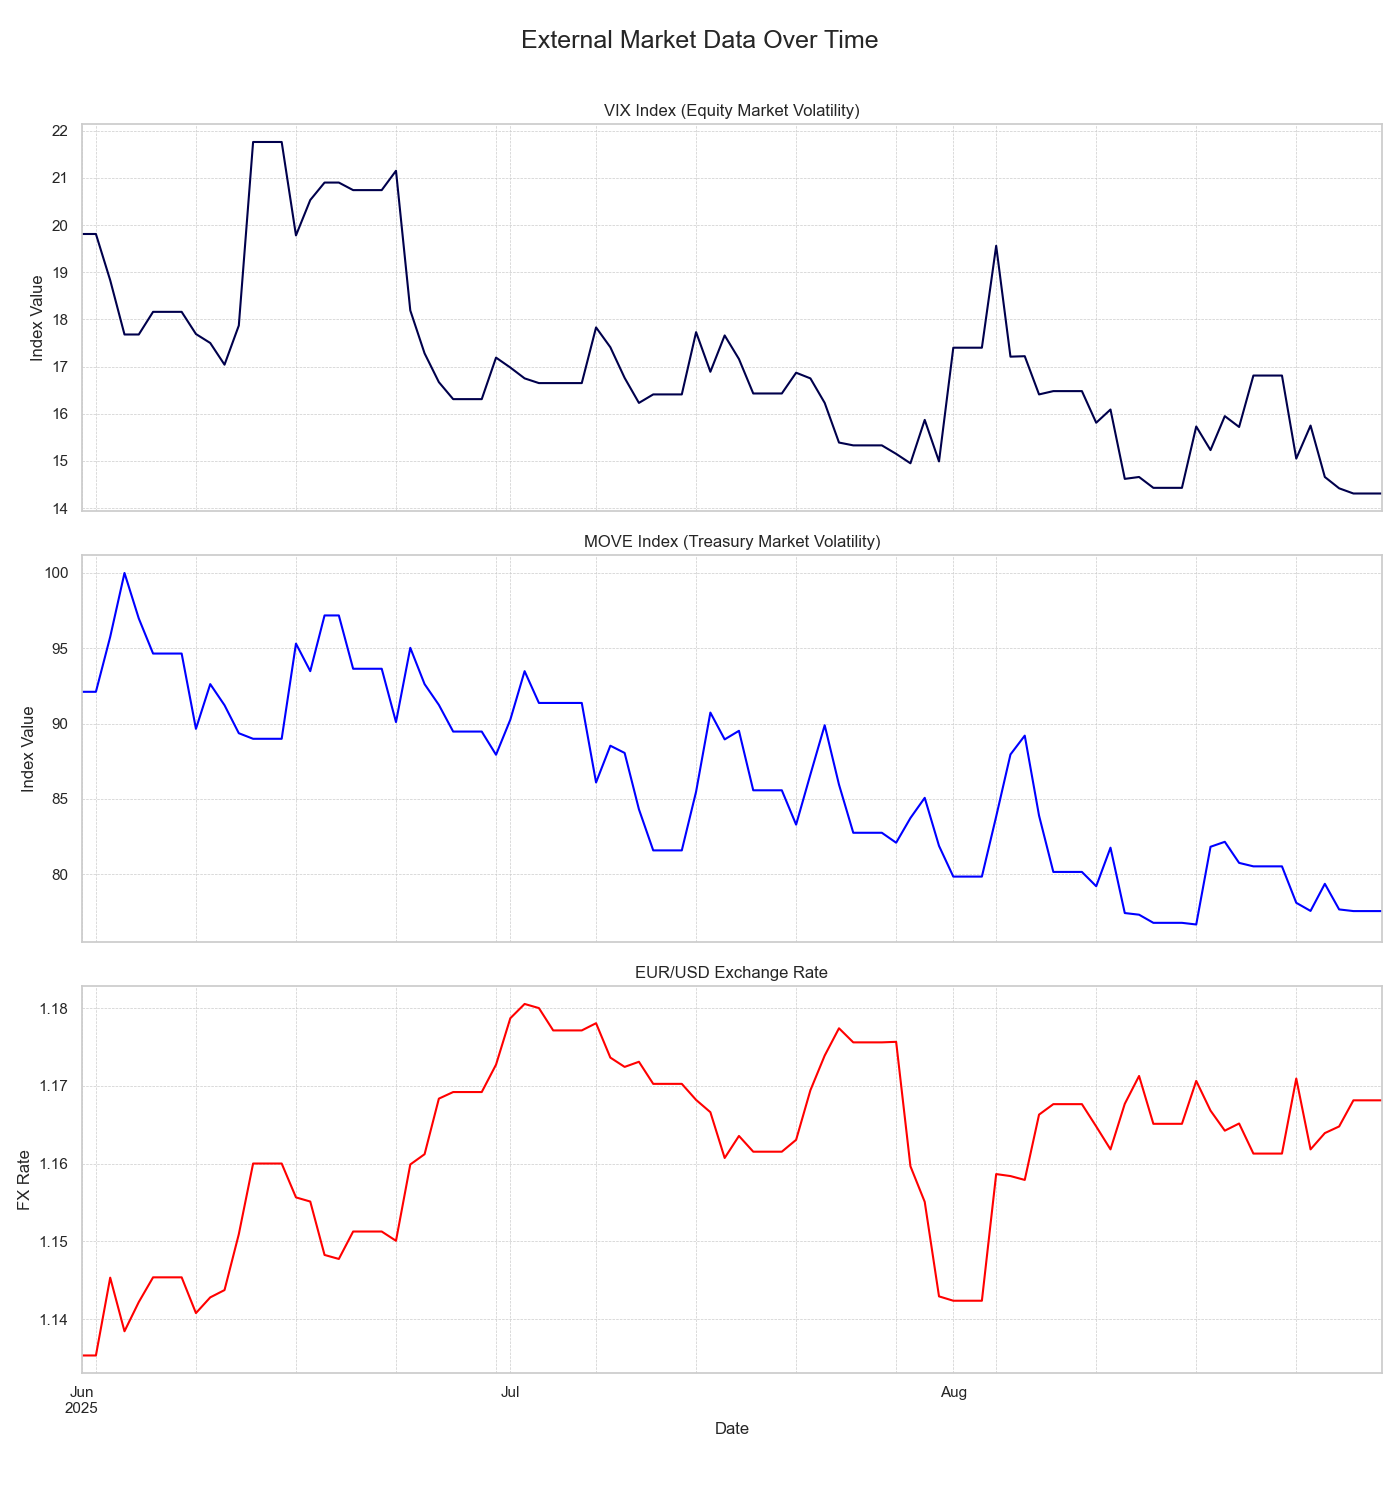 External Market Data Over Time
VIX Index (Equity Market Volatility)
22
21
20
19
18
17
16
15
14
Index Value
MOVE Index (Treasury Market Volatility)
100
95
90
85
80
Index Value
EUR/USD Exchange Rate
1.18
1.17
1.16
1.15
1.14
FX Rate
Jun
2025
Jul
Aug
Date